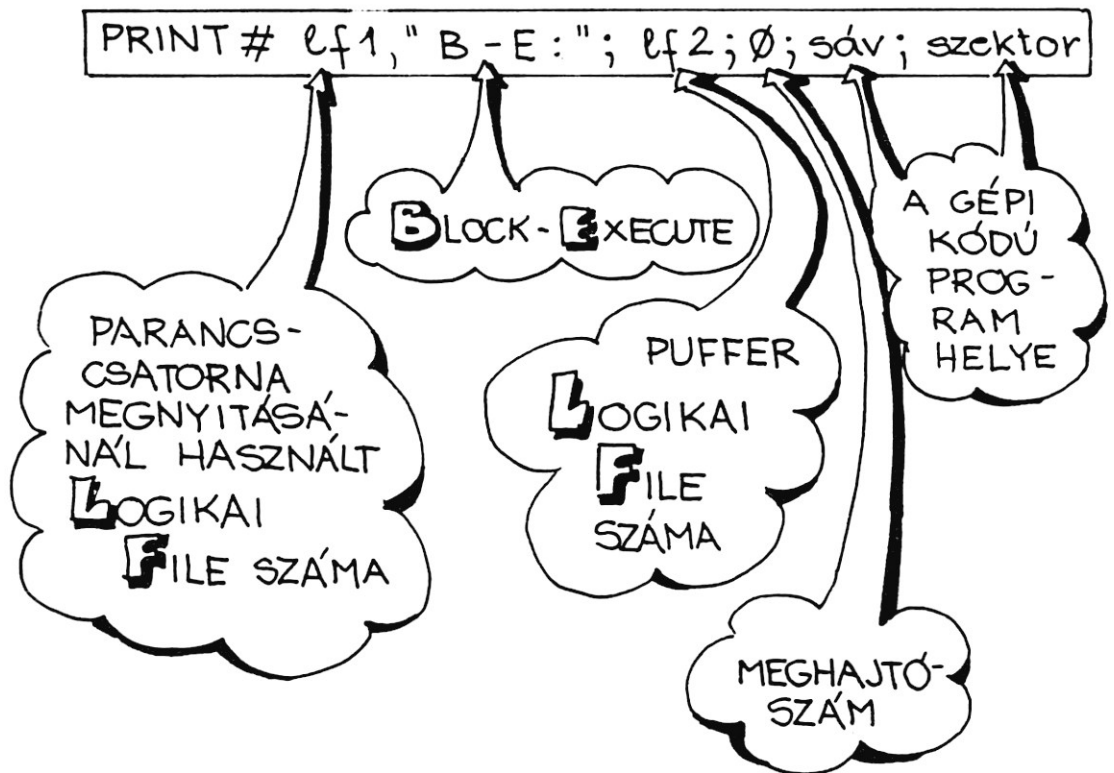 PRINT # lf1,"B-E:"; lf2;Ø;sáv; szektor
BLOCK-EXECUTE
PARANCS-
CSATORNA
MEGNYITÁSÁ-
NÁL HASZNÁLT
LOGIKAI
FILE SZÁMA
PUFFER
LOGIKAI
FILE
SZÁMA
A GÉPI
KÓDÚ
PROG-
RAM
HELYE
MEGHAJTÓ-
SZÁM